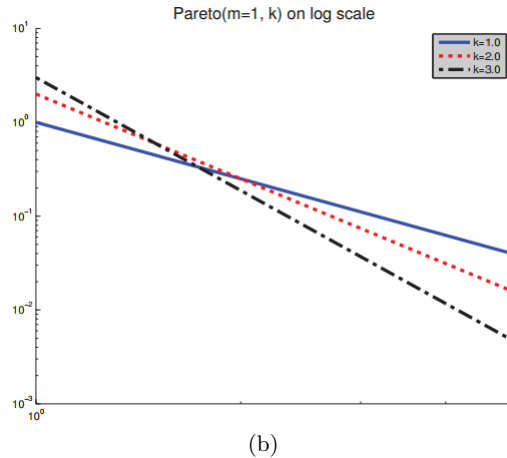 Pareto(m=1, k) on log scale
10¹
k=1.0
k=2.0
k=3.0
10⁰
10⁻¹
10⁻²
10⁻³
10⁰
(b)